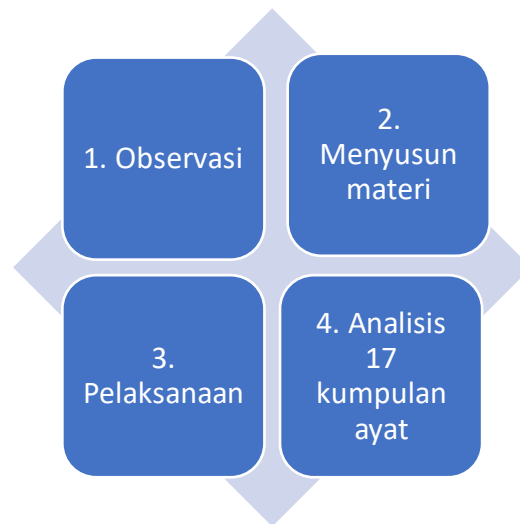 1. Observasi
2.
Menyusun
materi
3.
Pelaksanaan
4. Analisis
17
kumpulan
ayat